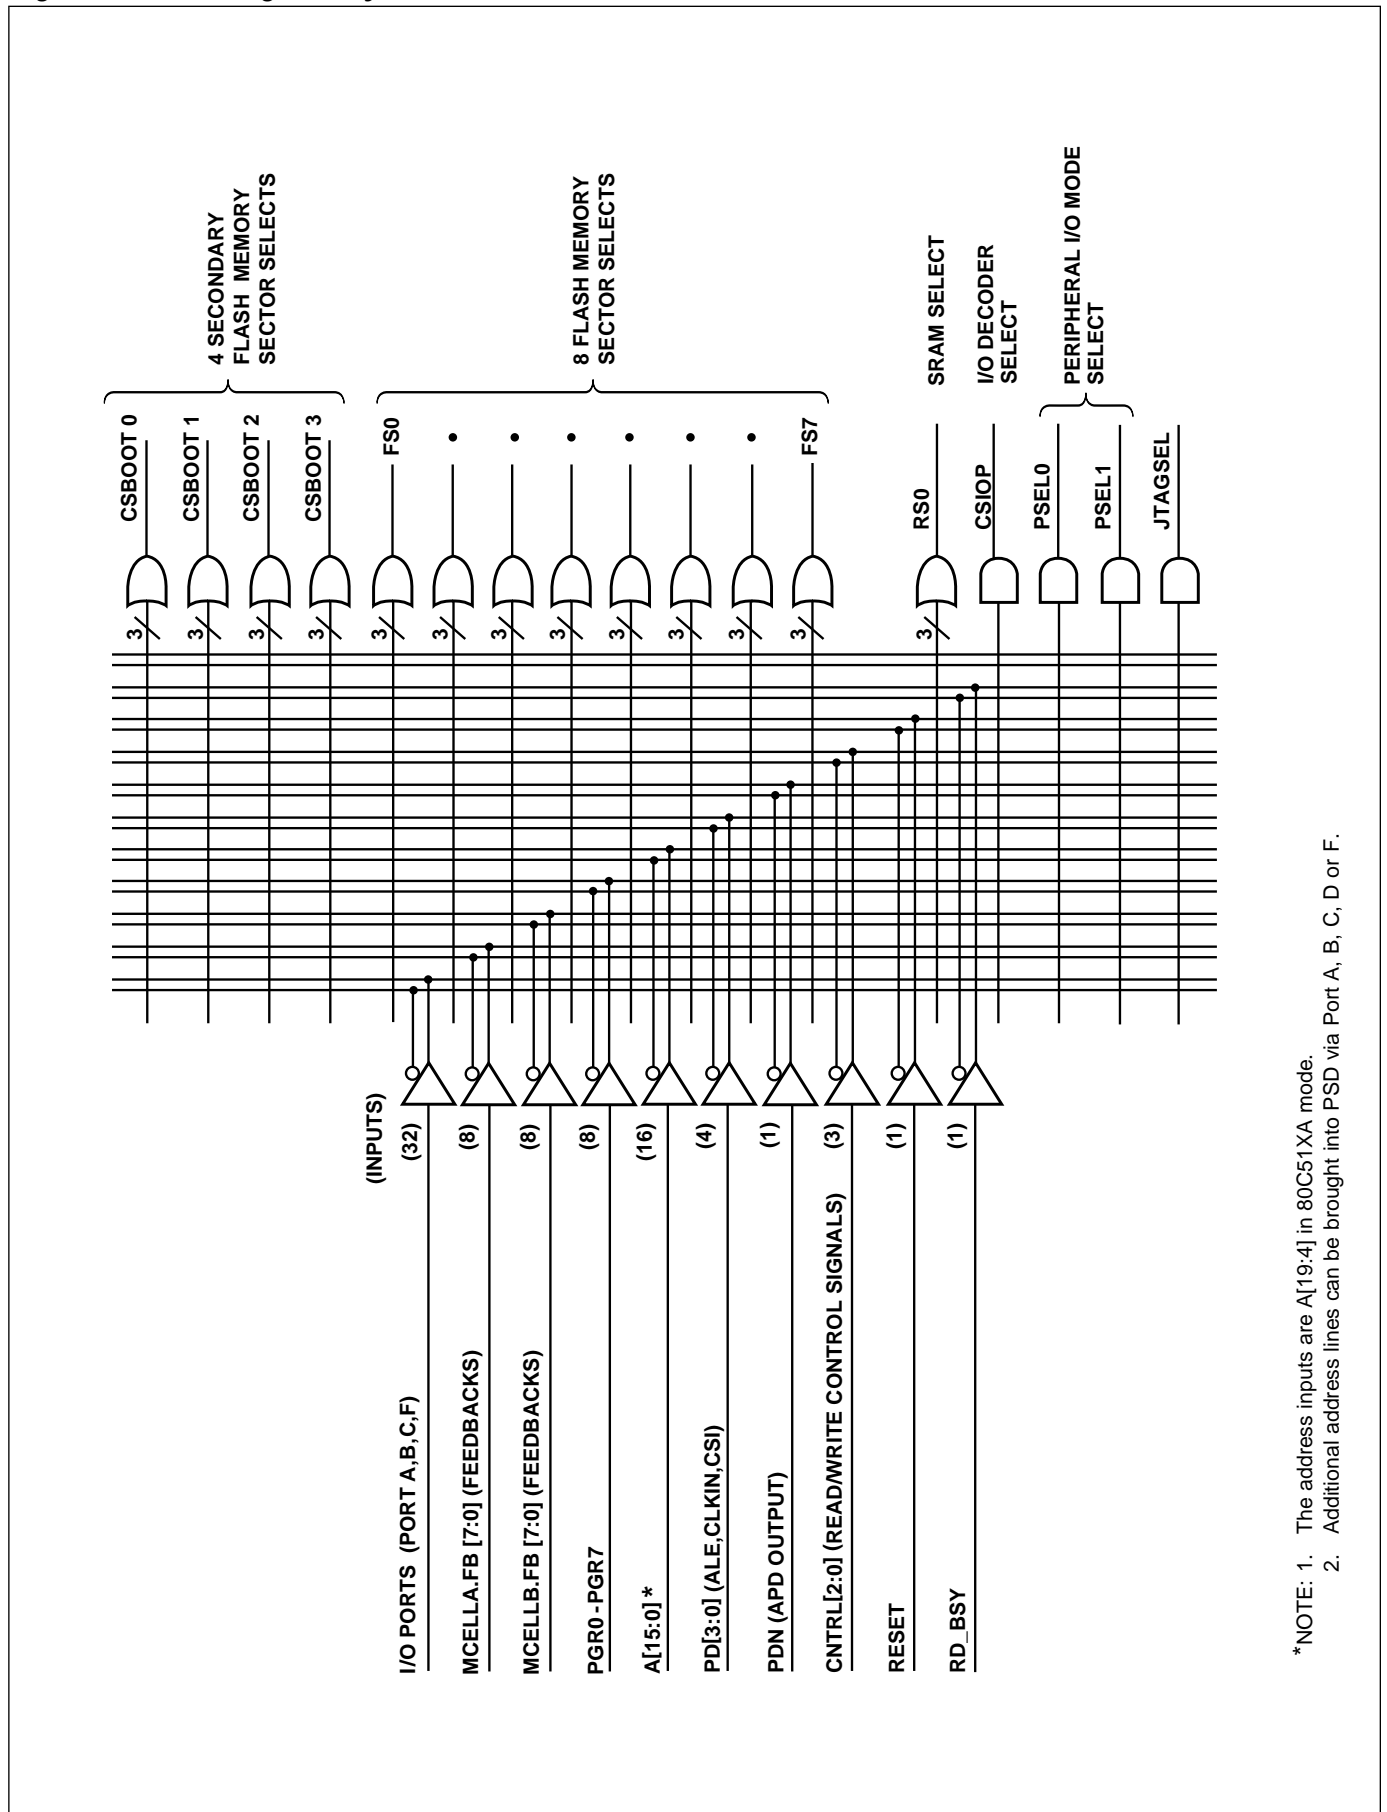 4 SECONDARY
FLASH MEMORY
SECTOR SELECTS
8 FLASH MEMORY
SECTOR SELECTS
SRAM SELECT
I/O DECODER
SELECT
PERIPHERAL I/O MODE
SELECT
CSBOOT 0
CSBOOT 1
CSBOOT 2
CSBOOT 3
FS0
FS7
RS0
CSIOP
PSEL0
PSEL1
JTAGSEL
3
3
3
3
3
3
3
3
3
3
3
3
3
(INPUTS)
I/O PORTS (PORT A,B,C,F)
(32)
MCELLA.FB [7:0] (FEEDBACKS)
(8)
MCELLB.FB [7:0] (FEEDBACKS)
(8)
PGR0 -PGR7
(8)
A[15:0] *
(16)
PD[3:0] (ALE,CLKIN,CSI)
(4)
PDN (APD OUTPUT)
(1)
CNTRL[2:0] (READ/WRITE CONTROL SIGNALS)
(3)
RESET
(1)
RD_BSY
(1)
*NOTE: 1. The address inputs are A[19:4] in 80C51XA mode.
2. Additional address lines can be brought into PSD via Port A, B, C, D or F.